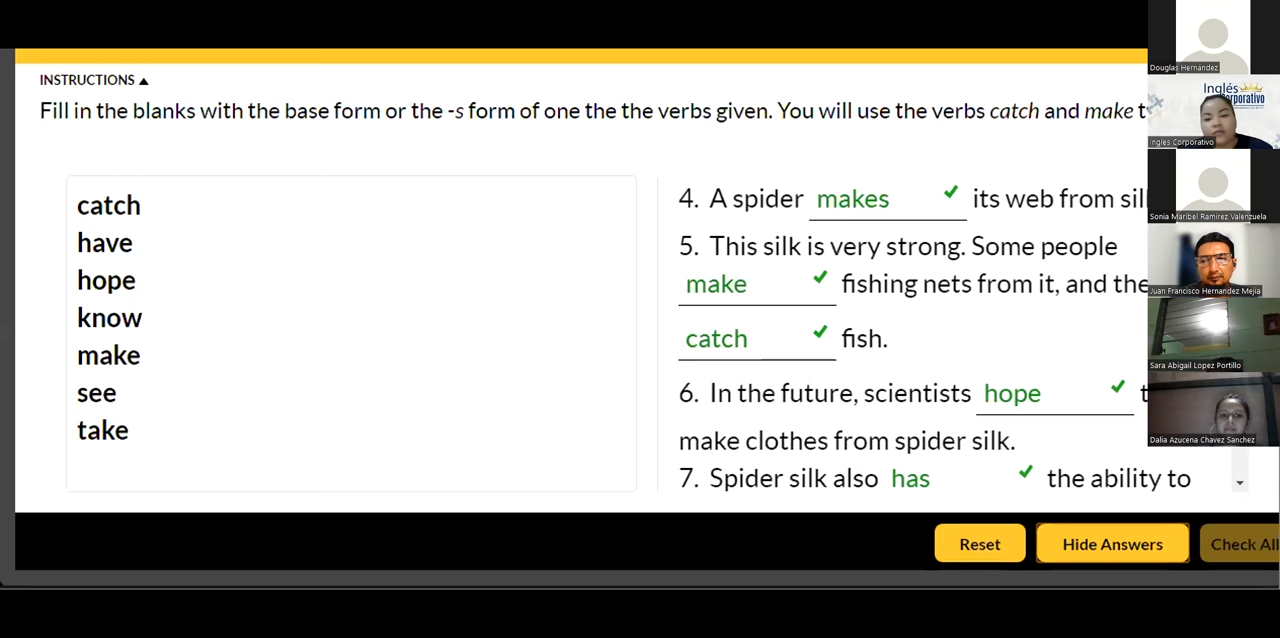 INSTRUCTIONS
Fill in the blanks with the base form or the -s form of one the the verbs given. You will use the verbs catch and make t
catch
have
hope
know
make
see
take
4. A spider makes its web from sil
5. This silk is very strong. Some people
make fishing nets from it, and the
catch fish.
6. In the future, scientists hope t
make clothes from spider silk.
7. Spider silk also has the ability to
Reset
Hide Answers
Check All
Douglas Hernández
Inglés
Corporativo
Ingles Corporativo
Sonia Maribel Ramirez Valenzuela
Juan Francisco Hernandez Mejia
Sara Abigail Lopez Portillo
Dalia Azucena Chavez Sanchez